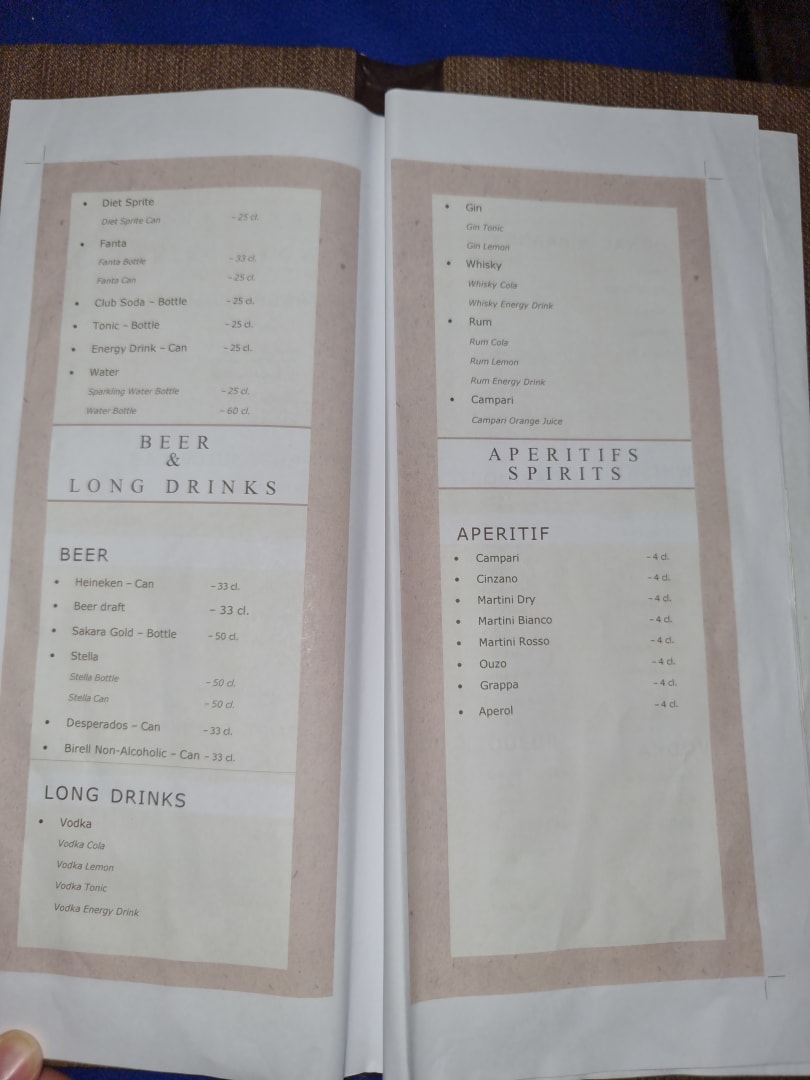 • Diet Sprite
Diet Sprite Can – 25 cl.
• Fanta
Fanta Bottle – 33 cl.
Fanta Can – 25 cl.
• Club Soda – Bottle – 25 cl.
• Tonic – Bottle – 25 cl.
• Energy Drink – Can – 25 cl.
• Water
Sparkling Water Bottle – 25 cl.
Water Bottle – 60 cl.
BEER
&
LONG DRINKS
BEER
• Heineken – Can – 33 cl.
• Beer draft – 33 cl.
• Sakara Gold – Bottle – 50 cl.
• Stella
Stella Bottle – 50 cl.
Stella Can – 50 cl.
• Desperados – Can – 33 cl.
• Birell Non-Alcoholic – Can – 33 cl.
LONG DRINKS
• Vodka
Vodka Cola
Vodka Lemon
Vodka Tonic
Vodka Energy Drink
• Gin
Gin Tonic
Gin Lemon
• Whisky
Whisky Cola
Whisky Energy Drink
• Rum
Rum Cola
Rum Lemon
Rum Energy Drink
• Campari
Campari Orange Juice
APERITIFS
SPIRITS
APERITIF
• Campari – 4 cl.
• Cinzano – 4 cl.
• Martini Dry – 4 cl.
• Martini Bianco – 4 cl.
• Martini Rosso – 4 cl.
• Ouzo – 4 cl.
• Grappa – 4 cl.
• Aperol – 4 cl.